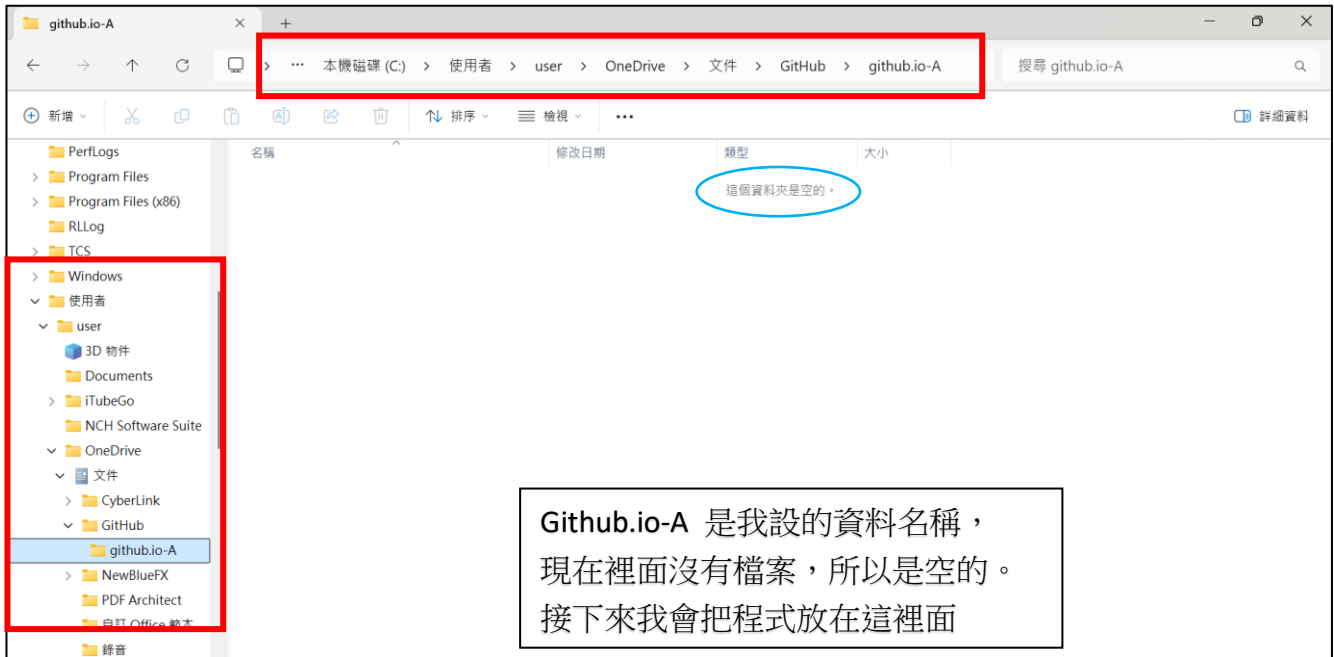 github.io-A
本機磁碟 (C:) > 使用者 > user > OneDrive > 文件 > GitHub > github.io-A
搜尋 github.io-A
新增 排序 檢視 詳細資料
名稱 修改日期 類型 大小
這個資料夾是空的。
PerfLogs
Program Files
Program Files (x86)
RLLog
TCS
Windows
使用者
user
3D 物件
Documents
iTubeGo
NCH Software Suite
OneDrive
文件
CyberLink
GitHub
github.io-A
NewBlueFX
PDF Architect
自訂 Office 範本
錄音
Github.io-A 是我設的資料名稱，
現在裡面沒有檔案，所以是空的。
接下來我會把程式放在這裡面